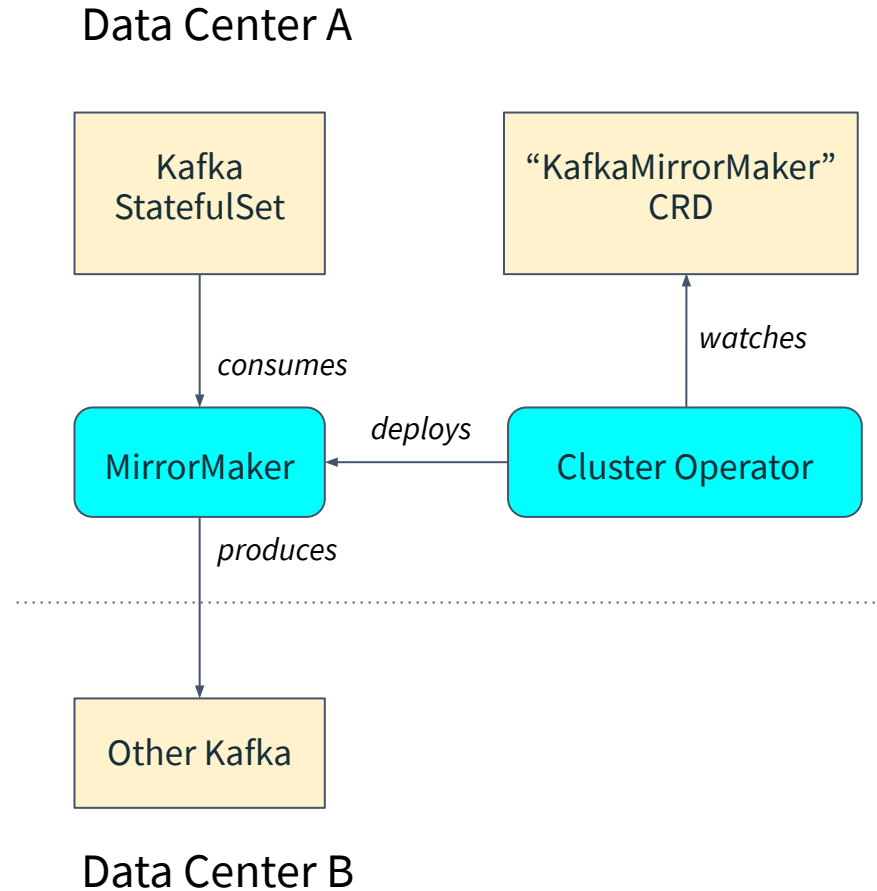 Data Center A
Kafka
StatefulSet
“KafkaMirrorMaker”
CRD
watches
consumes
deploys
MirrorMaker
Cluster Operator
produces
Other Kafka
Data Center B